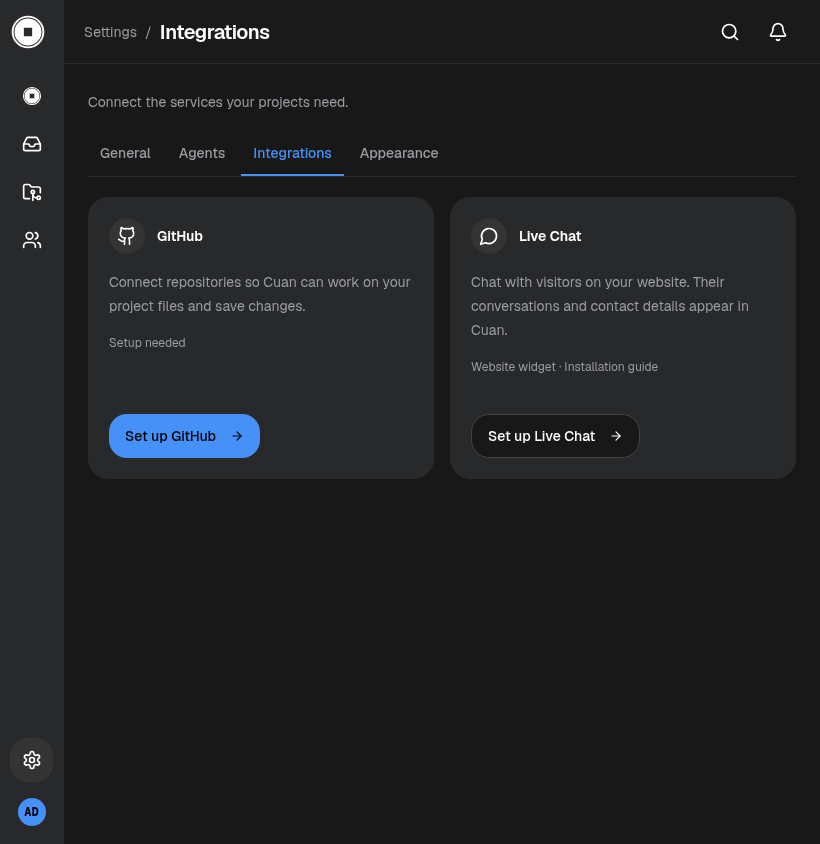 Settings / Integrations
Connect the services your projects need.
General Agents Integrations Appearance
GitHub
Connect repositories so Cuan can work on your
project files and save changes.
Setup needed
Set up GitHub
Live Chat
Chat with visitors on your website. Their
conversations and contact details appear in
Cuan.
Website widget · Installation guide
Set up Live Chat
AD